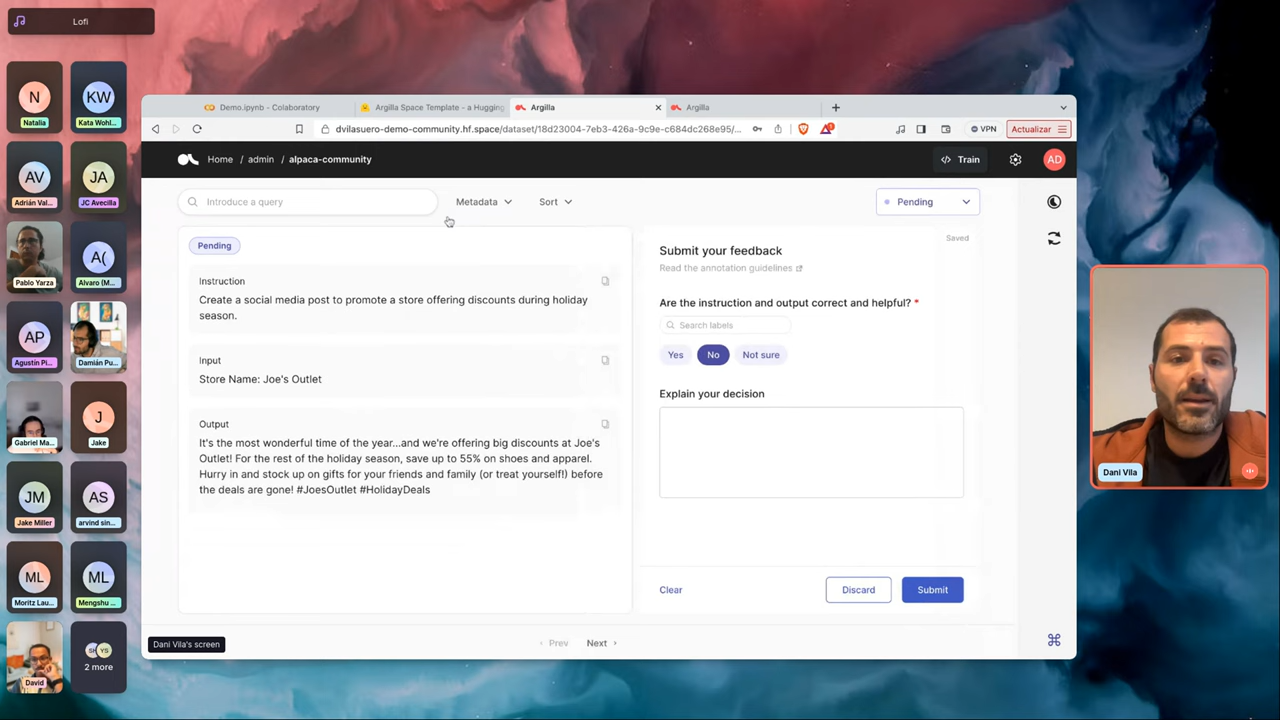 Lofi
N
Natalia
KW
Kata Wohl...
AV
Adrián Val...
JA
JC Avecilla
Pablo Yarza
A(
Alvaro (M...
AP
Agustín Pi...
Damián Pu...
Gabriel Ma...
J
Jake
JM
Jake Miller
AS
arvind sin...
ML
Moritz Lau...
ML
Mengshu ...
David
SH YS
2 more
Demo.ipynb - Colaboratory
Argilla Space Template - a Hugging
Argilla
Argilla
dvilasuero-demo-community.hf.space/dataset/18d23004-7eb3-426a-9c9e-c684dc268e95/...
VPN
Actualizar
Home / admin / alpaca-community
Train
AD
Introduce a query
Metadata
Sort
Pending
Pending
Instruction
Create a social media post to promote a store offering discounts during holiday
season.
Input
Store Name: Joe's Outlet
Output
It's the most wonderful time of the year...and we're offering big discounts at Joe's
Outlet! For the rest of the holiday season, save up to 55% on shoes and apparel.
Hurry in and stock up on gifts for your friends and family (or treat yourself!) before
the deals are gone! #JoesOutlet #HolidayDeals
Saved
Submit your feedback
Read the annotation guidelines
Are the instruction and output correct and helpful? *
Search labels
Yes
No
Not sure
Explain your decision
Clear
Discard
Submit
Prev
Next
Dani Vila's screen
Dani Vila